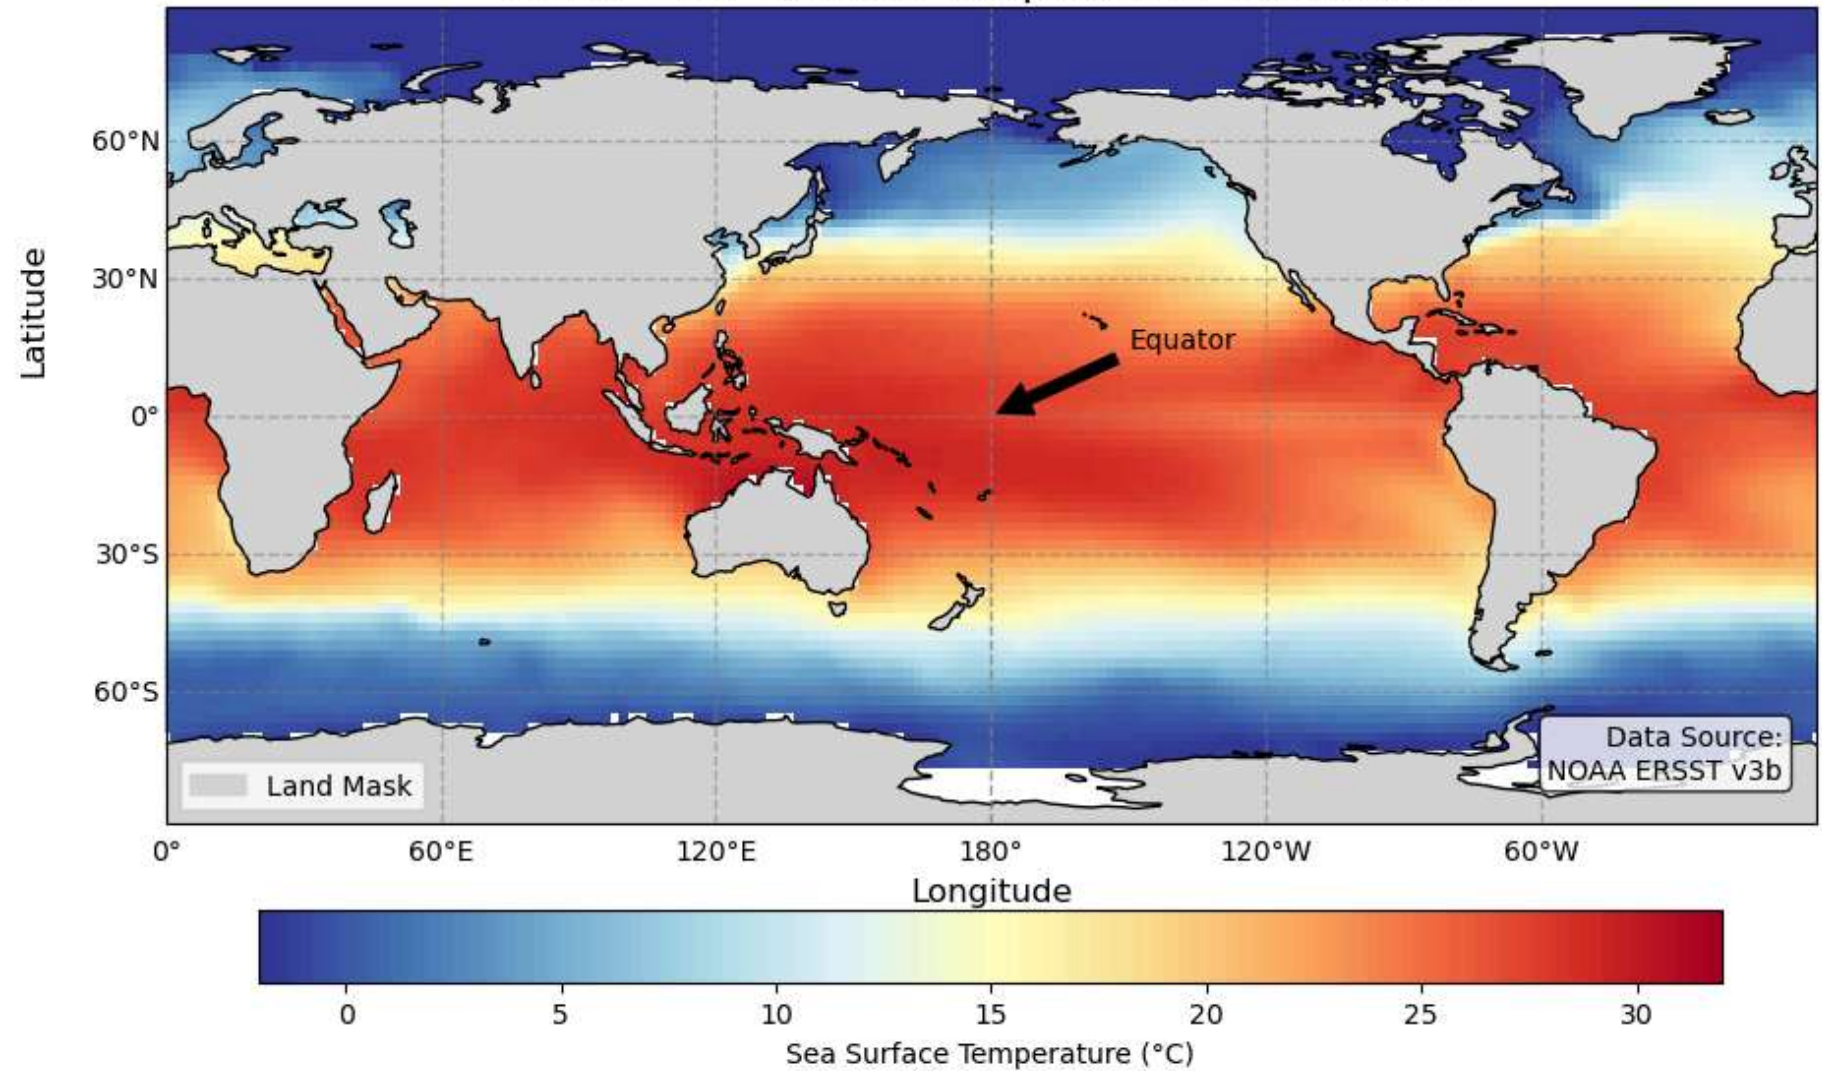 60°N
30°N
0°
30°S
60°S
Latitude
Equator
Land Mask
Data Source:
NOAA ERSST v3b
0°
60°E
120°E
180°
120°W
60°W
Longitude
0
5
10
15
20
25
30
Sea Surface Temperature (°C)